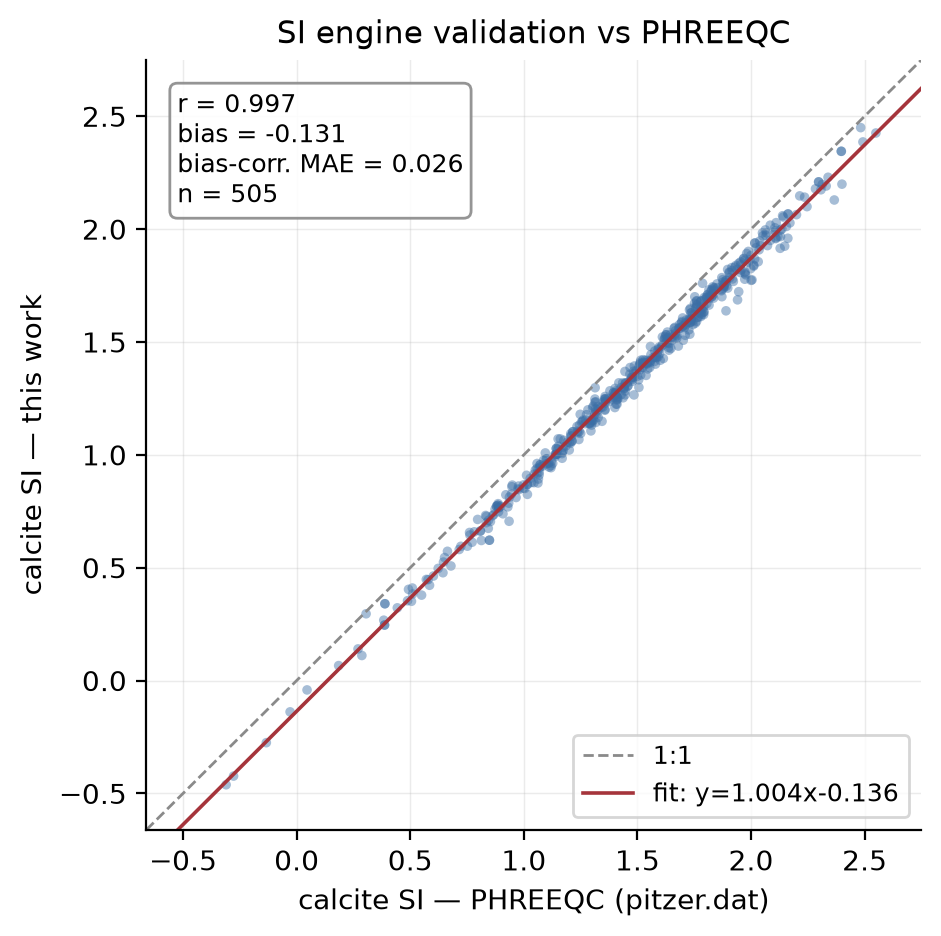 SI engine validation vs PHREEQC
r = 0.997
bias = -0.131
bias-corr. MAE = 0.026
n = 505
calcite SI — this work
2.5
2.0
1.5
1.0
0.5
0.0
−0.5
1:1
fit: y=1.004x-0.136
−0.5 0.0 0.5 1.0 1.5 2.0 2.5
calcite SI — PHREEQC (pitzer.dat)